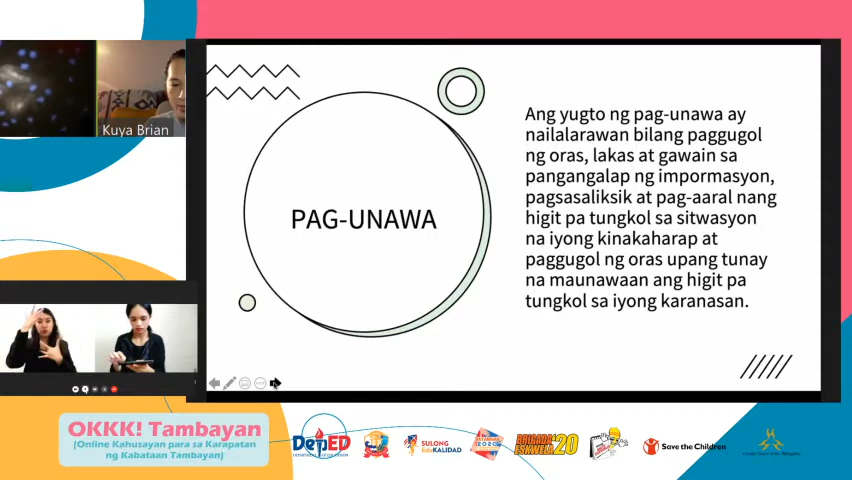 Kuya Brian
PAG-UNAWA
Ang yugto ng pag-unawa ay
nailalarawan bilang paggugol
ng oras, lakas at gawain sa
pangangalap ng impormasyon,
pagsasaliksik at pag-aaral nang
higit pa tungkol sa sitwasyon
na iyong kinakaharap at
paggugol ng oras upang tunay
na maunawaan ang higit pa
tungkol sa iyong karanasan.
OKKK! Tambayan
(Online Kahusayan para sa Karapatan
ng Kabataan Tambayan)
DepED
SULONG
EduKALIDAD
BRIGADA '20
ESKWELA
Save the Children